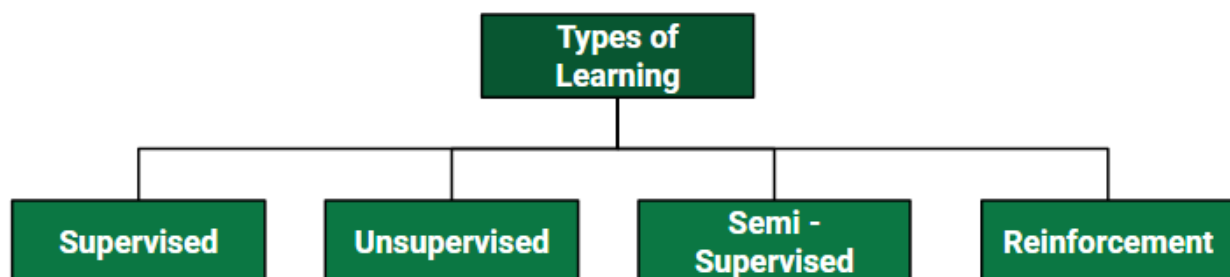 Types of
Learning
Supervised
Unsupervised
Semi -
Supervised
Reinforcement